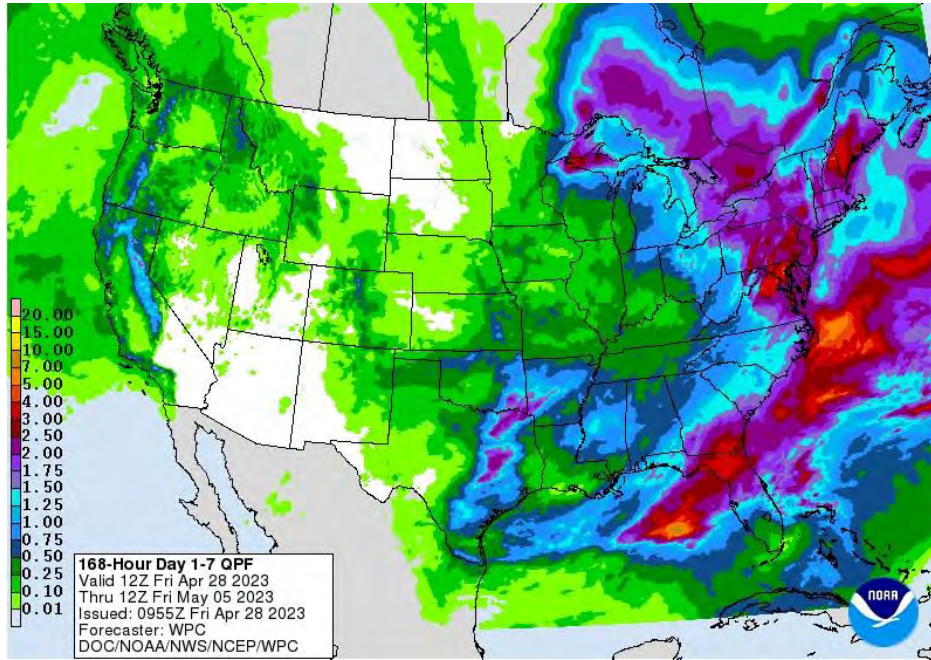 20.00
15.00
10.00
7.00
5.00
4.00
3.00
2.50
2.00
1.75
1.50
1.25
1.00
0.75
0.50
0.25
0.10
0.01
168-Hour Day 1-7 QPF
Valid 12Z Fri Apr 28 2023
Thru 12Z Fri May 05 2023
Issued: 0955Z Fri Apr 28 2023
Forecaster: WPC
DOC/NOAA/NWS/NCEP/WPC
NOAA